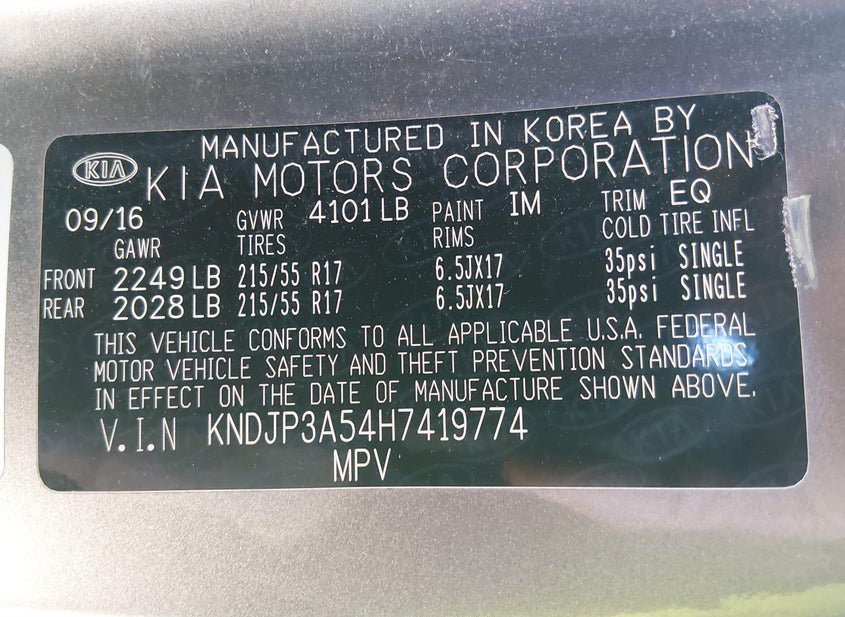 MANUFACTURED IN KOREA BY
KIA KIA MOTORS CORPORATION
09/16 GVWR 4101 LB PAINT IM TRIM EQ
GAWR TIRES RIMS COLD TIRE INFL
FRONT 2249 LB 215/55 R17 6.5JX17 35psi SINGLE
REAR 2028 LB 215/55 R17 6.5JX17 35psi SINGLE
THIS VEHICLE CONFORMS TO ALL APPLICABLE U.S.A. FEDERAL
MOTOR VEHICLE SAFETY AND THEFT PREVENTION STANDARDS
IN EFFECT ON THE DATE OF MANUFACTURE SHOWN ABOVE.
V.I.N KNDJP3A54H7419774
MPV